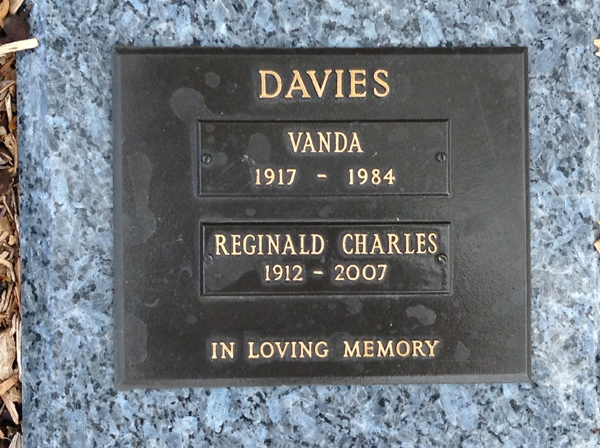 DAVIES
VANDA
1917 - 1984
REGINALD CHARLES
1912 - 2007
IN LOVING MEMORY